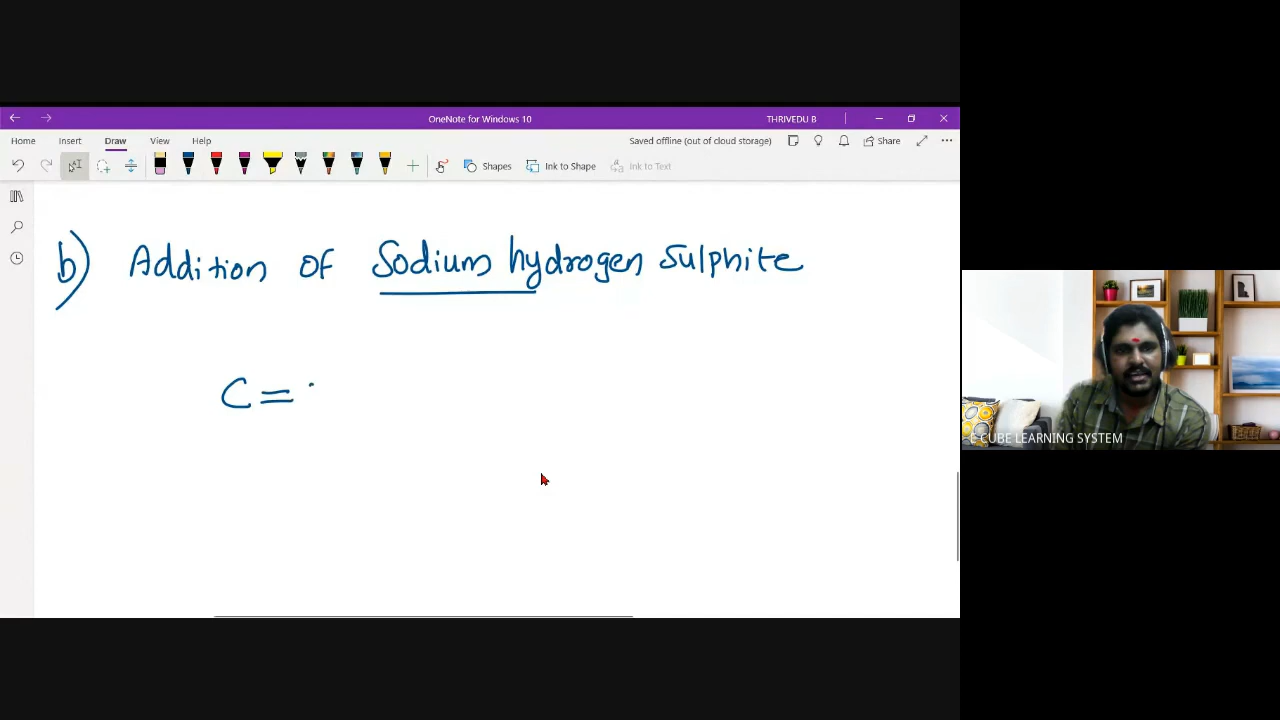 OneNote for Windows 10
THRIVEDU B
Home Insert Draw View Help
Saved offline (out of cloud storage)
Share
Shapes
Ink to Shape
Ink to Text
b) Addition of Sodium hydrogen Sulphite
C=
CUBE LEARNING SYSTEM